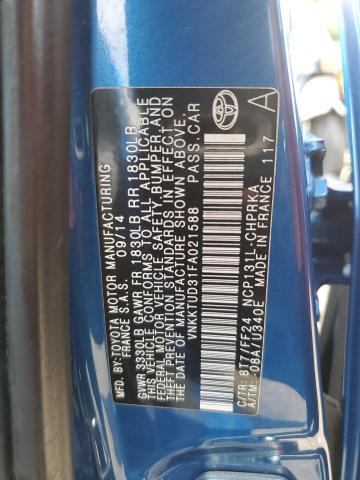 MFD. BY:TOYOTA MOTOR MANUFACTURING
FRANCE S.A.S. 09/14
GVWR 3330LB GAWR FR 1830LB RR 1830LB
THIS VEHICLE CONFORMS TO ALL APPLICABLE
FEDERAL MOTOR VEHICLE SAFETY, BUMPER, AND
THEFT PREVENTION STANDARDS IN EFFECT ON
THE DATE OF MANUFACTURE SHOWN ABOVE.
VNKKTUD31FA021588 PASS.CAR
C/TR: 8T7/FF24 NCP131L-CHPRKA
A/TM: -08A/U340E MADE IN FRANCE 117
A